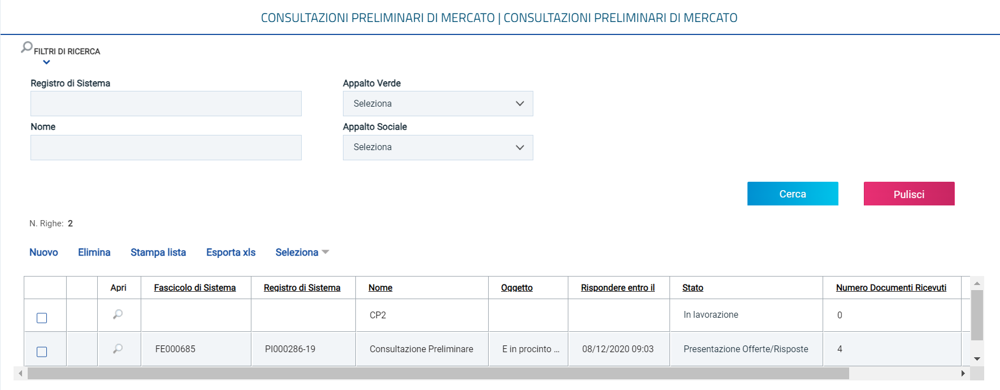 CONSULTAZIONI PRELIMINARI DI MERCATO | CONSULTAZIONI PRELIMINARI DI MERCATO
FILTRI DI RICERCA
Registro di Sistema
Appalto Verde
Seleziona
Nome
Appalto Sociale
Seleziona
Cerca Pulisci
N. Righe: 2
Nuovo Elimina Stampa lista Esporta xls Seleziona
Apri Fascicolo di Sistema Registro di Sistema Nome Oggetto Rispondere entro il Stato Numero Documenti Ricevuti
CP2 In lavorazione 0
FE000685 PI000286-19 Consultazione Preliminare E in procinto ... 08/12/2020 09:03 Presentazione Offerte/Risposte 4